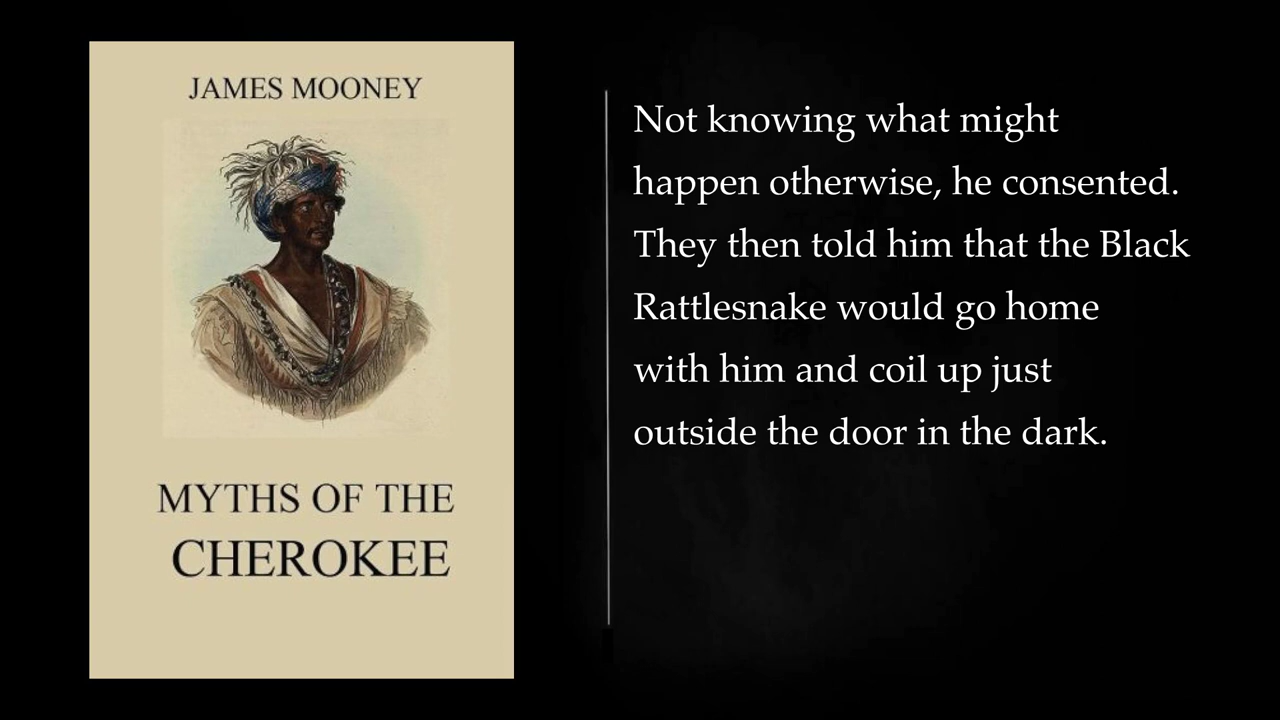 JAMES MOONEY
MYTHS OF THE
CHEROKEE
Not knowing what might
happen otherwise, he consented.
They then told him that the Black
Rattlesnake would go home
with him and coil up just
outside the door in the dark.